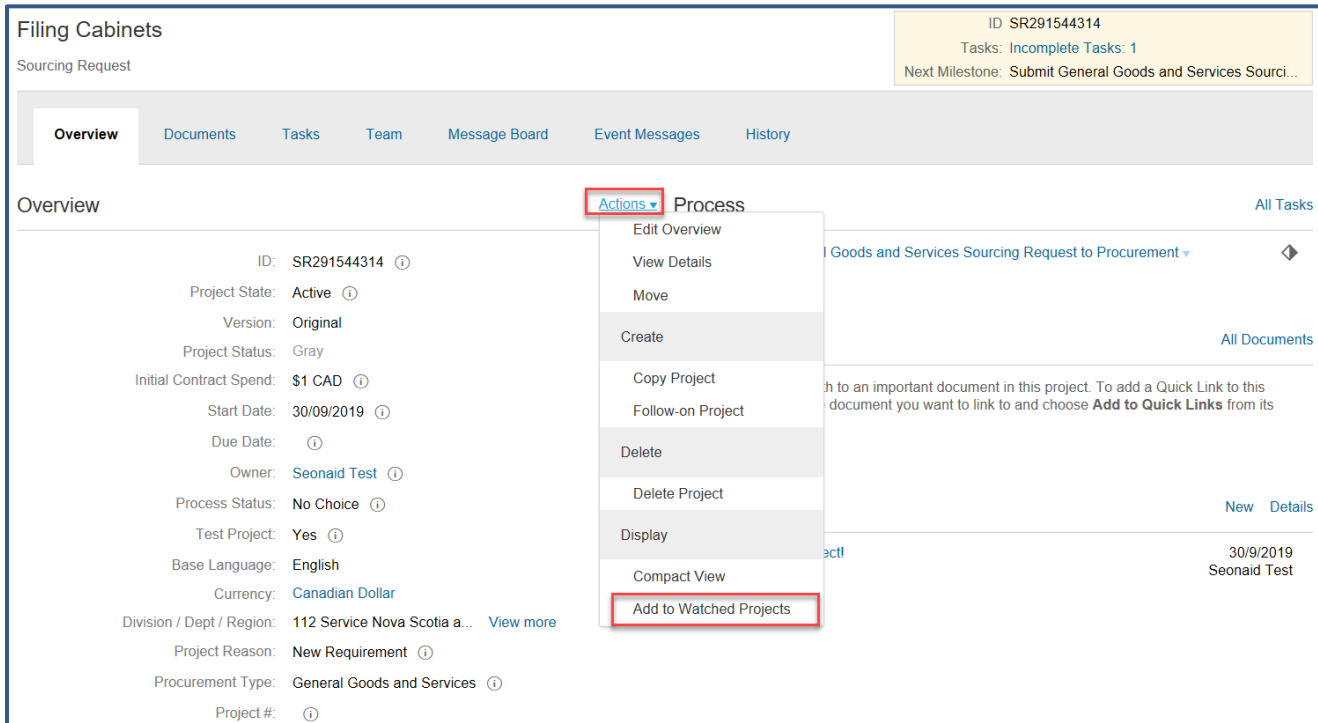 Filing Cabinets
Sourcing Request
ID SR291544314
Tasks: Incomplete Tasks: 1
Next Milestone: Submit General Goods and Services Sourci...
Overview Documents Tasks Team Message Board Event Messages History
Overview
Actions ▾
ID: SR291544314
Project State: Active
Version: Original
Project Status: Gray
Initial Contract Spend: $1 CAD
Start Date: 30/09/2019
Due Date:
Owner: Seonaid Test
Process Status: No Choice
Test Project: Yes
Base Language: English
Currency: Canadian Dollar
Division / Dept / Region: 112 Service Nova Scotia a... View more
Project Reason: New Requirement
Procurement Type: General Goods and Services
Project #:
Edit Overview
View Details
Move
Create
Copy Project
Follow-on Project
Delete
Delete Project
Display
Compact View
Add to Watched Projects
Process
All Tasks
l Goods and Services Sourcing Request to Procurement ▾
All Documents
h to an important document in this project. To add a Quick Link to this
document you want to link to and choose Add to Quick Links from its
New Details
ect!
30/9/2019
Seonaid Test